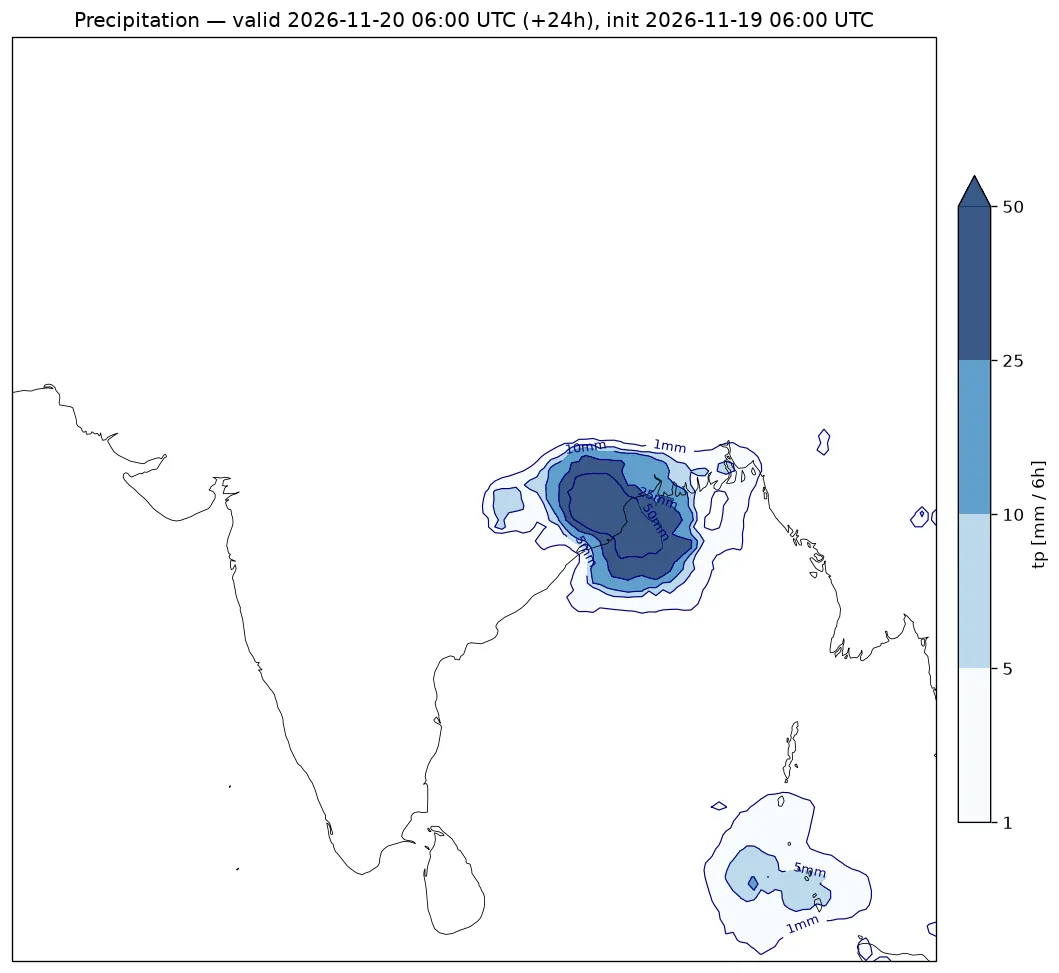 Precipitation — valid 2026-11-20 06:00 UTC (+24h), init 2026-11-19 06:00 UTC
10mm
1mm
25mm
50mm
5mm
5mm
1mm
50
25
10
5
1
tp [mm / 6h]